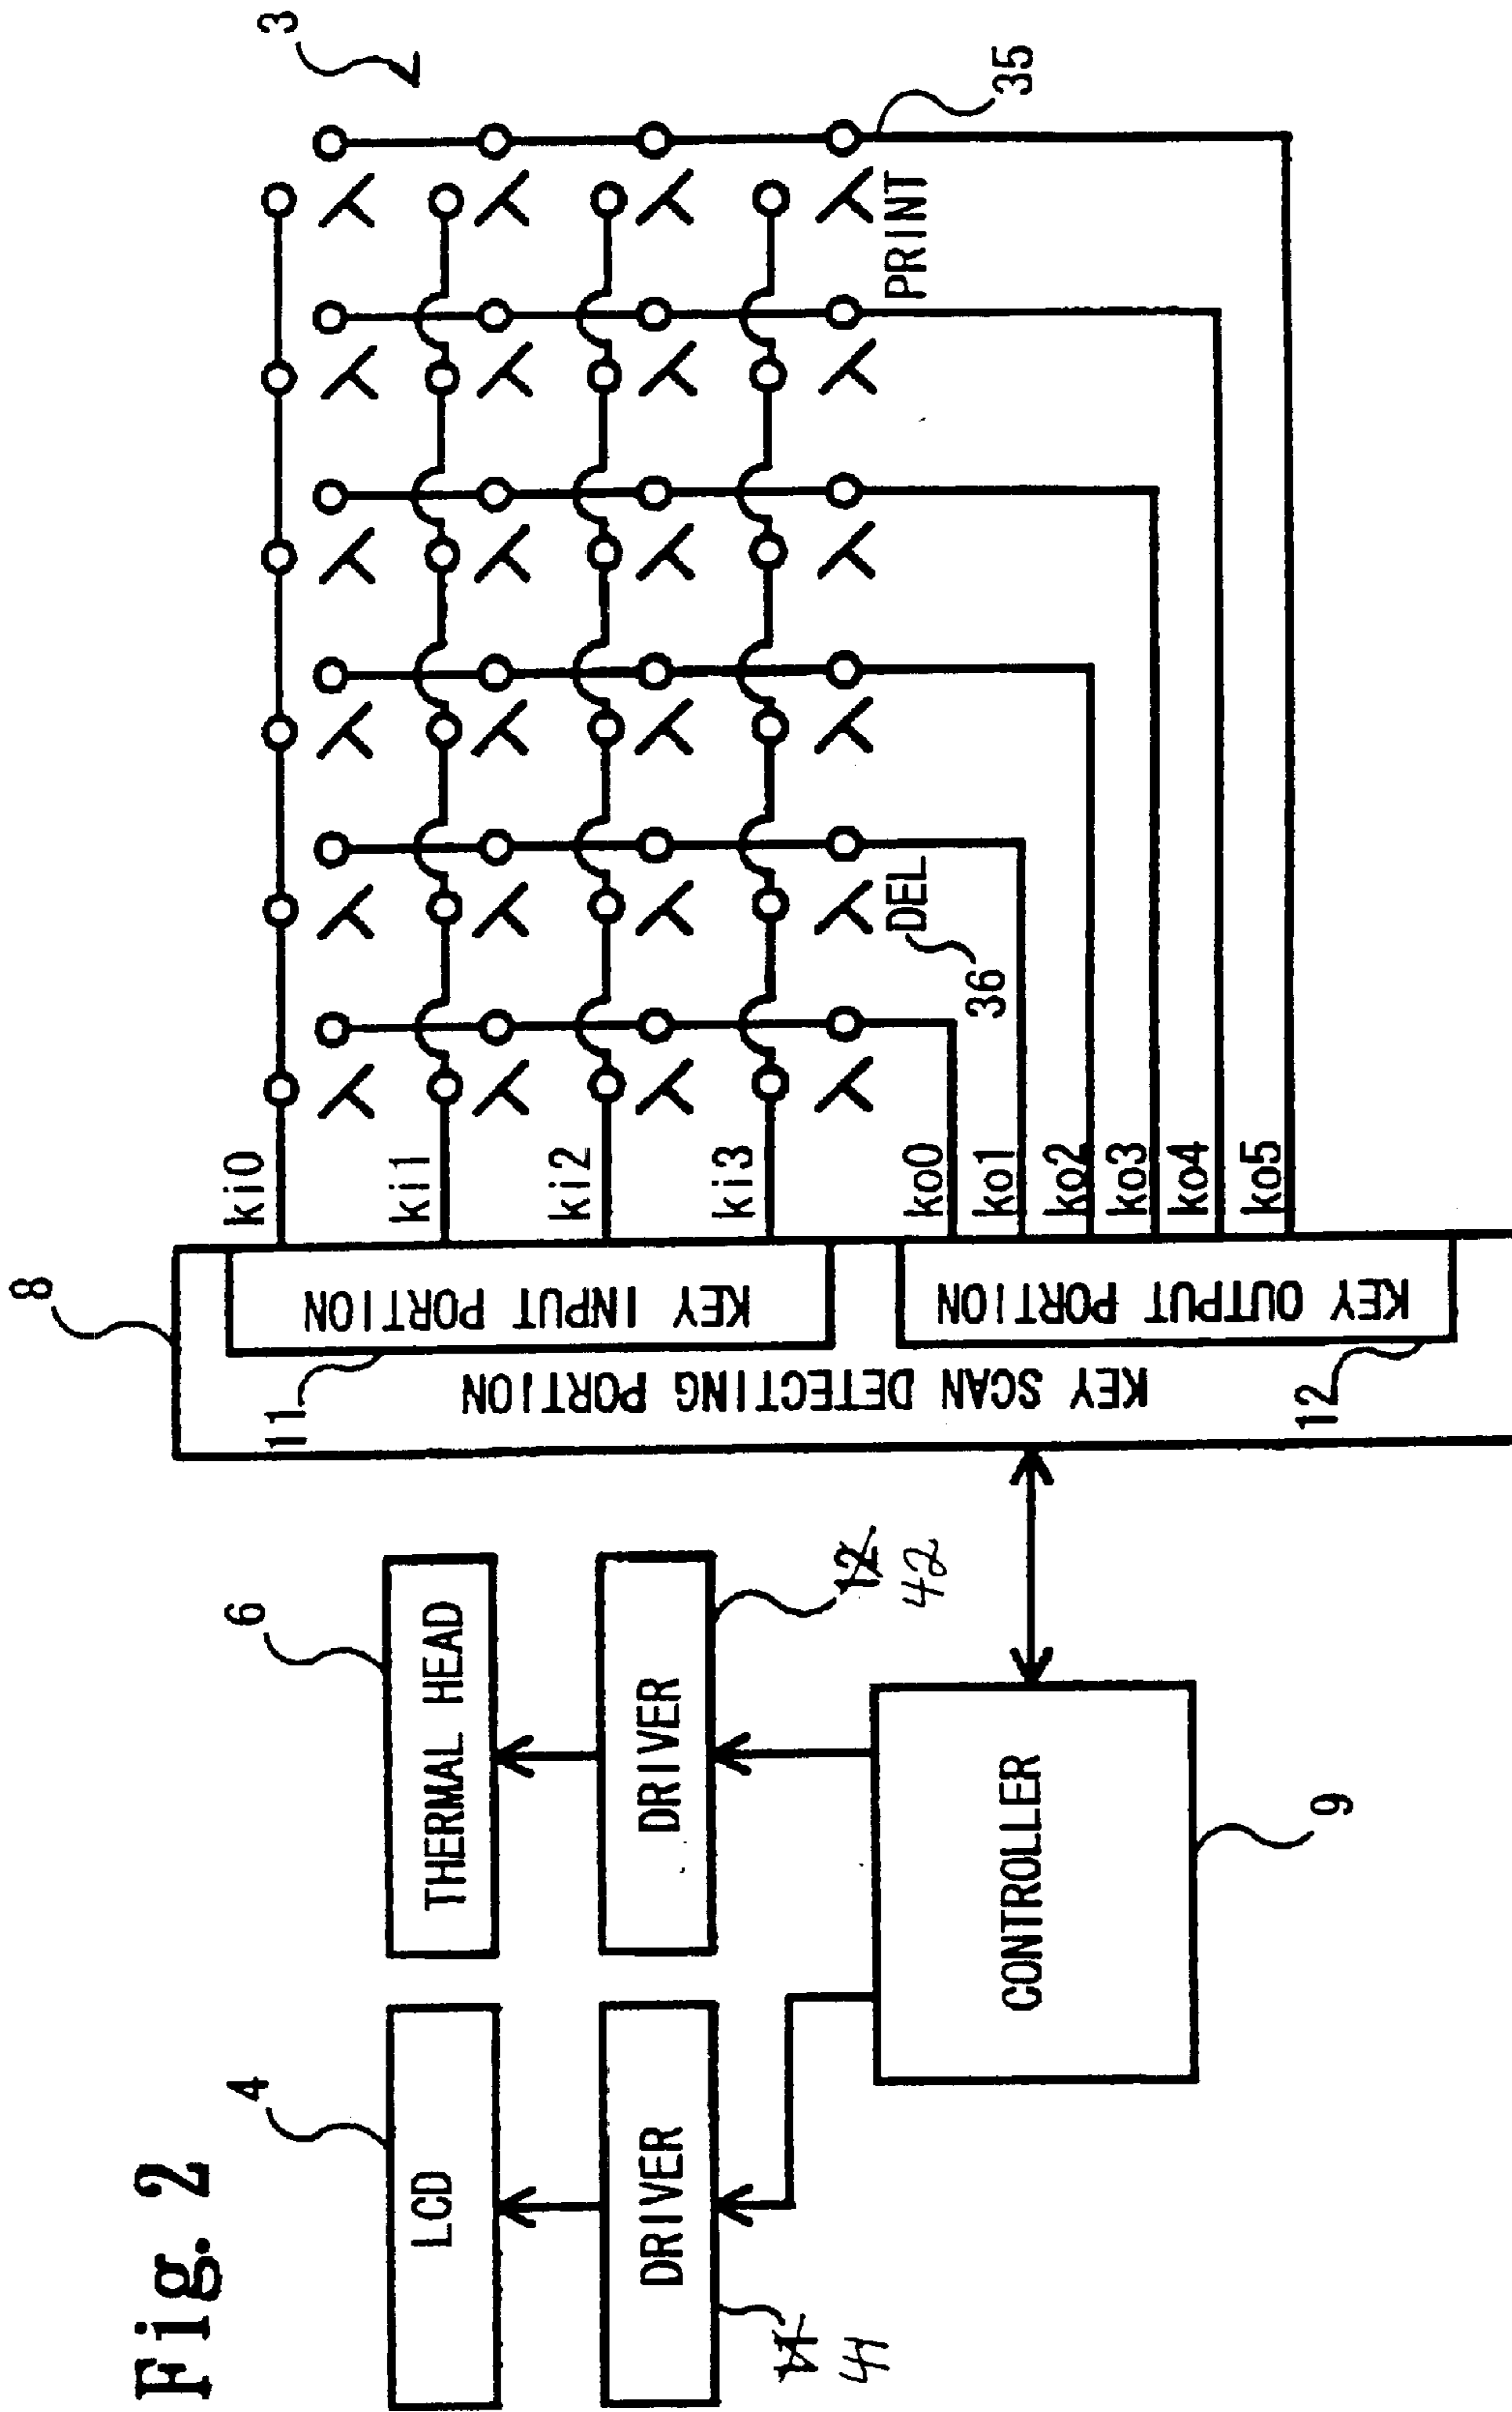 Fig. 2
4
LCD
6
THERMAL HEAD
DRIVER
11
41
DRIVER
12
42
CONTROLLER
9
8
KEY SCAN DETECTING PORTION
11
KEY INPUT PORTION
12
KEY OUTPUT PORTION
ki0
ki1
ki2
ki3
ko0
ko1
ko2
ko3
ko4
ko5
3
DEL
36
PRINT
35